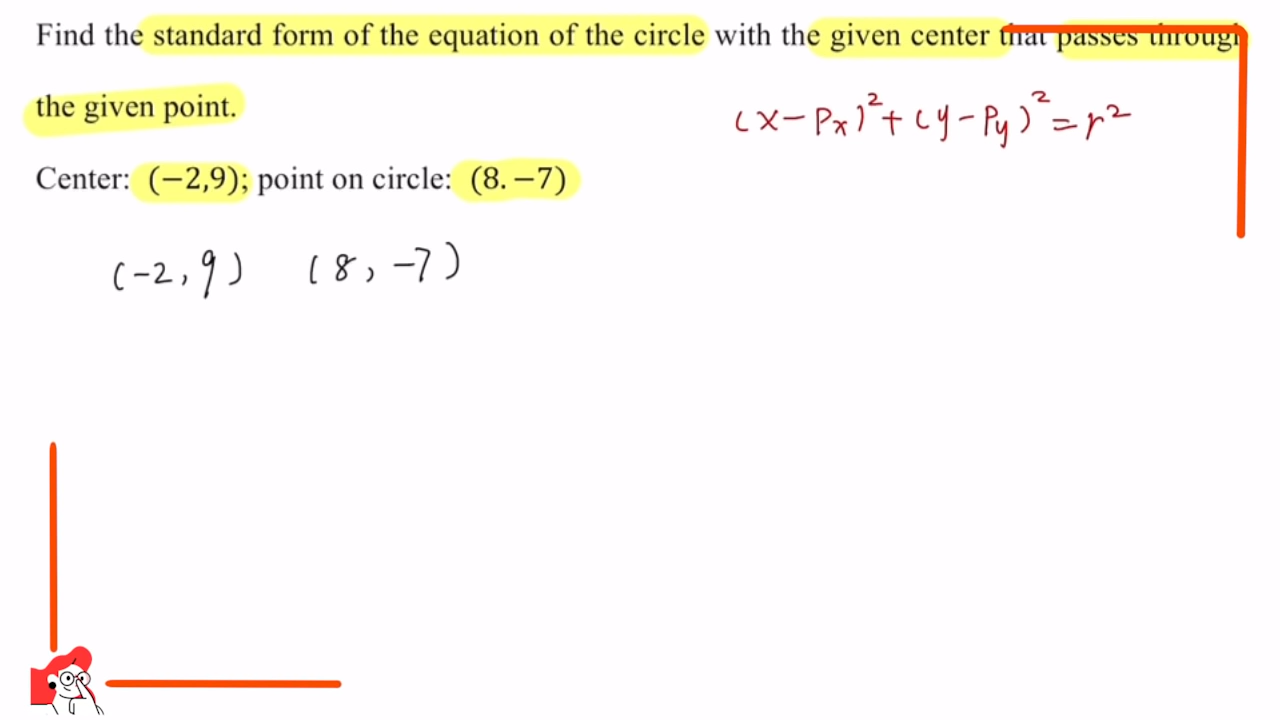 Find the standard form of the equation of the circle with the given center that passes through
the given point.
(x-Px)²+(y-Py)²=r²
Center: (−2,9); point on circle: (8.−7)
(-2,9) (8,-7)